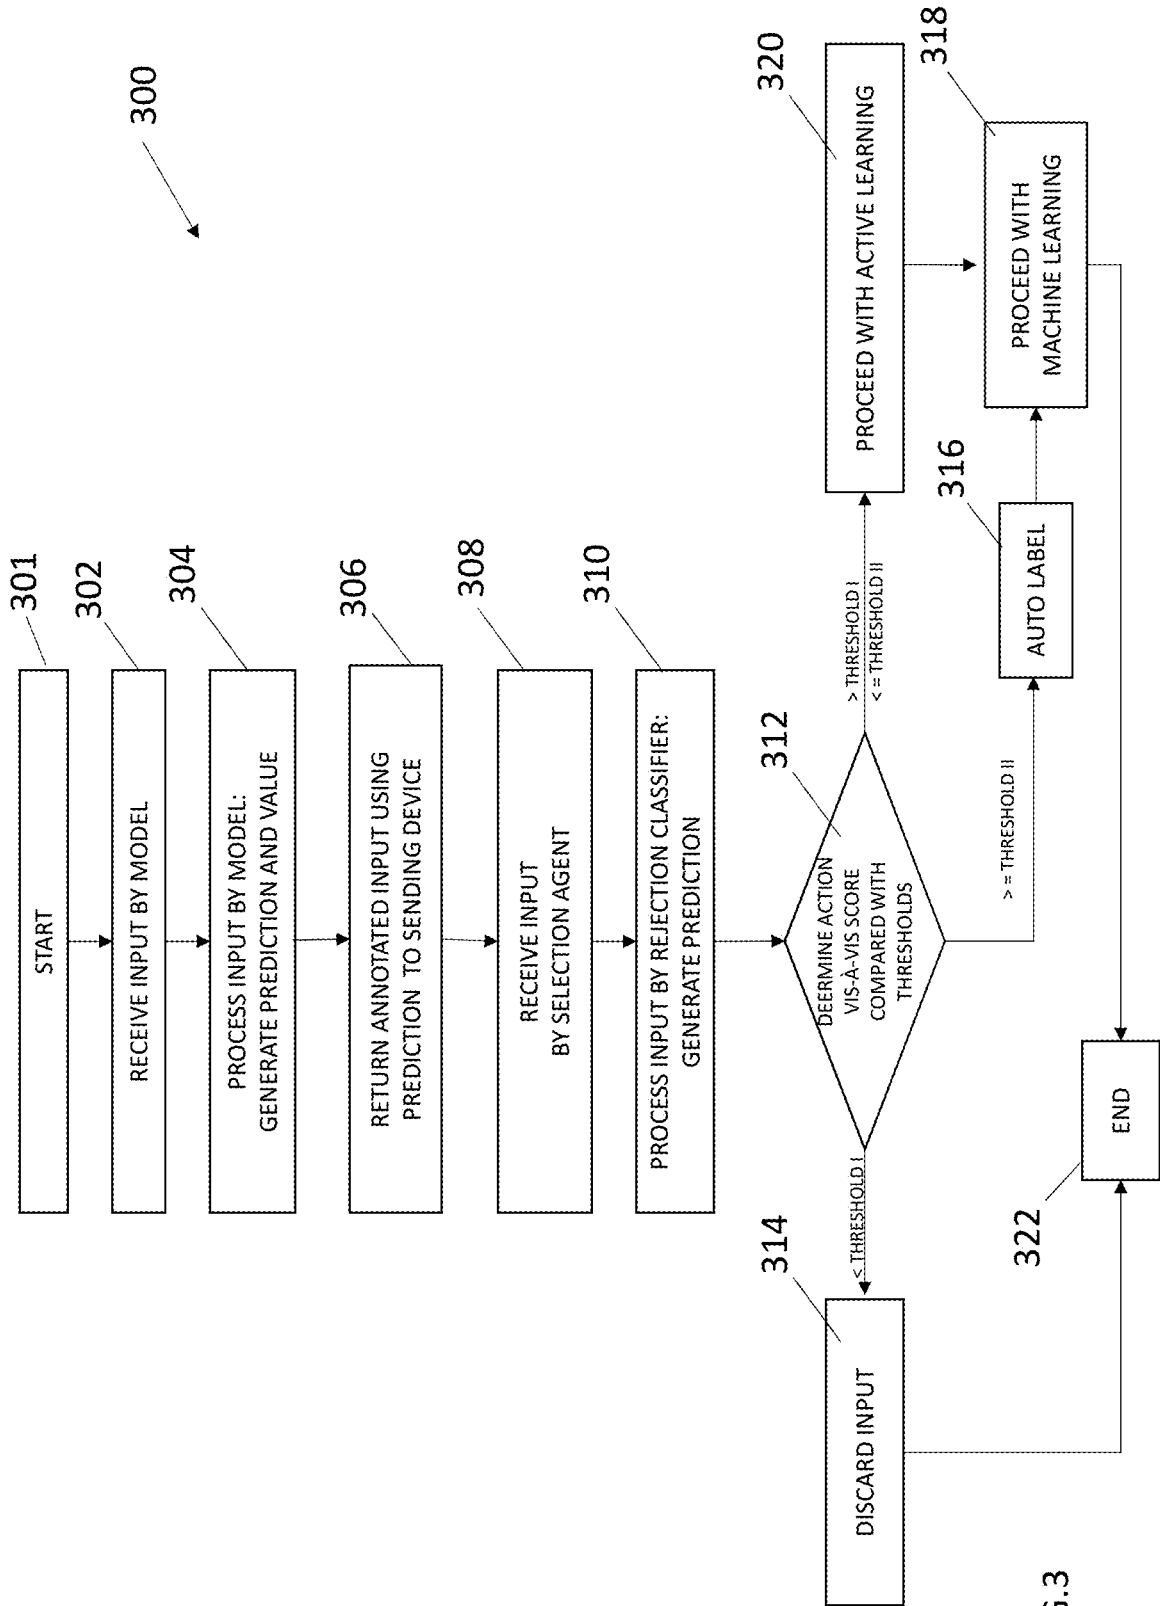 300
START
301
RECEIVE INPUT BY MODEL
302
PROCESS INPUT BY MODEL:
GENERATE PREDICTION AND VALUE
304
RETURN ANNOTATED INPUT USING
PREDICTION TO SENDING DEVICE
306
RECEIVE INPUT
BY SELECTION AGENT
308
PROCESS INPUT BY REJECTION CLASSIFIER:
GENERATE PREDICTION
310
DEERMINE ACTION
VIS-À-VIS SCORE
COMPARED WITH
THRESHOLDS
312
< THRESHOLD I
DISCARD INPUT
314
> THRESHOLD I
< = THRESHOLD II
PROCEED WITH ACTIVE LEARNING
320
> = THRESHOLD II
AUTO LABEL
316
PROCEED WITH
MACHINE LEARNING
318
END
322
G.3